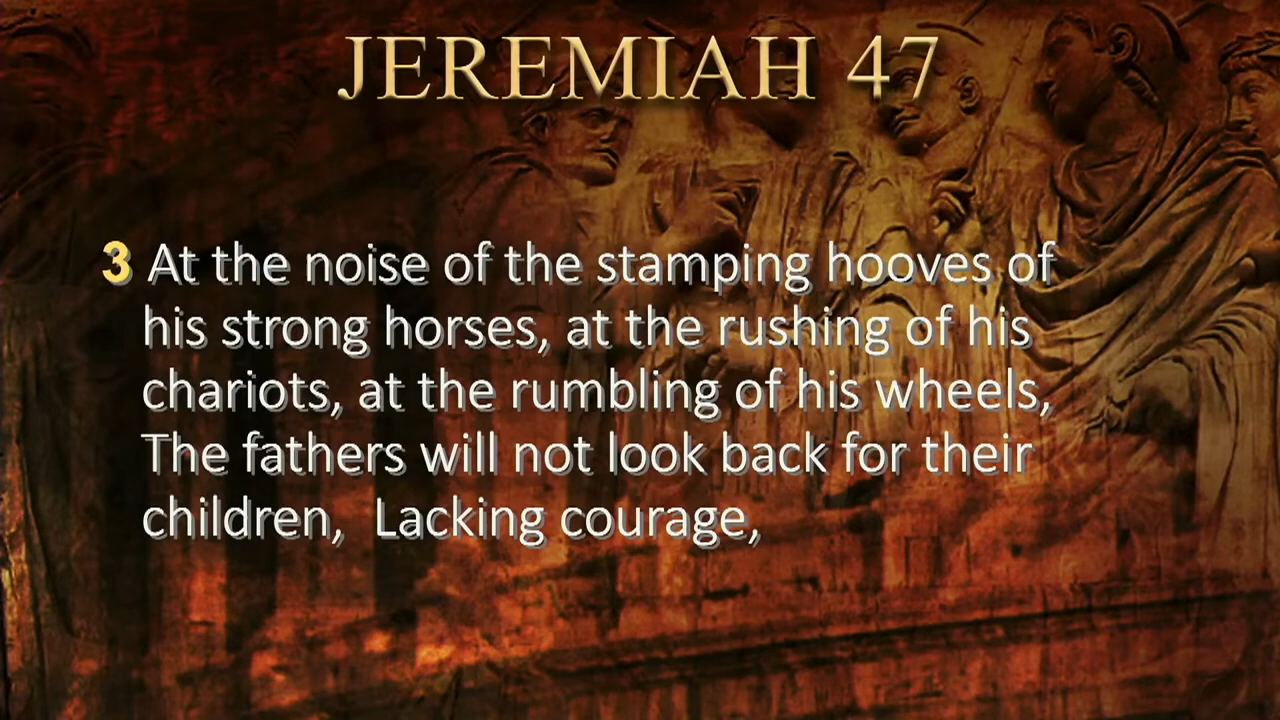 JEREMIAH 47
3 At the noise of the stamping hooves of
his strong horses, at the rushing of his
chariots, at the rumbling of his wheels,
The fathers will not look back for their
children, Lacking courage,